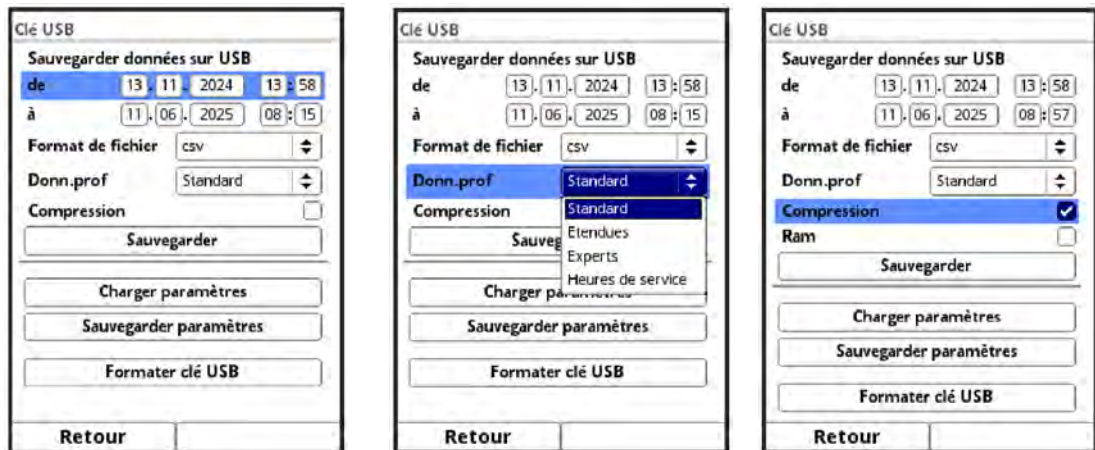 Clé USB
Sauvegarder données sur USB
de 13. 11. 2024 13:58
à 11. 06. 2025 08:15
Format de fichier csv
Donn.prof Standard
Compression
Sauvegarder
Charger paramètres
Sauvegarder paramètres
Formater clé USB
Retour
Clé USB
Sauvegarder données sur USB
de 13. 11. 2024 13:58
à 11. 06. 2025 08:15
Format de fichier csv
Donn.prof Standard
Compression Standard
Etendues
Sauveg
Experts
Heures de service
Charger
Sauvegarder paramètres
Formater clé USB
Retour
Clé USB
Sauvegarder données sur USB
de 13. 11. 2024 13:58
à 11. 06. 2025 08:57
Format de fichier csv
Donn.prof Standard
Compression
Ram
Sauvegarder
Charger paramètres
Sauvegarder paramètres
Formater clé USB
Retour